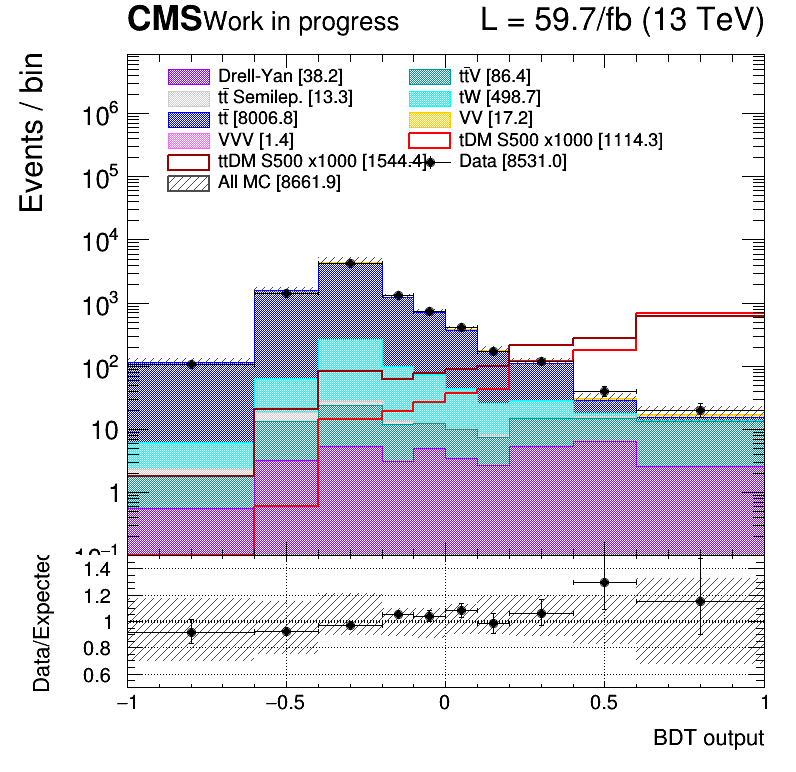 CMS Work in progress L = 59.7/fb (13 TeV)
Events / bin
Drell-Yan [38.2] tt̄V [86.4]
tt̄ Semilep. [13.3] tW [498.7]
tt̄ [8006.8] VV [17.2]
VVV [1.4] tDM S500 x1000 [1114.3]
ttDM S500 x1000 [1544.4] Data [8531.0]
All MC [8661.9]
10⁶
10⁵
10⁴
10³
10²
10
1
10⁻¹
Data/Expected
1.4
1.2
1
0.8
0.6
−1 −0.5 0 0.5 1
BDT output